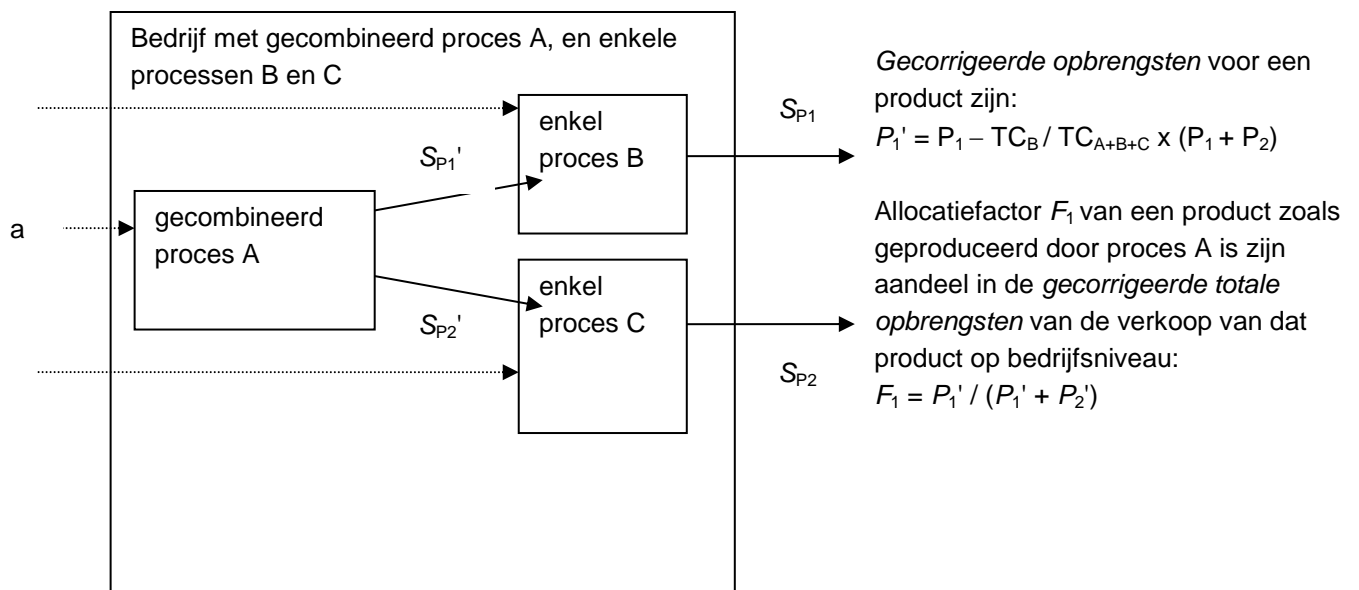 Bedrijf met gecombineerd proces A, en enkele
processen B en C
a
gecombineerd
proces A
S_P1'
S_P2'
enkel
proces B
enkel
proces C
S_P1
S_P2
Gecorrigeerde opbrengsten voor een
product zijn:
P_1' = P_1 – TC_B / TC_A+B+C x (P_1 + P_2)
Allocatiefactor F_1 van een product zoals
geproduceerd door proces A is zijn
aandeel in de gecorrigeerde totale
opbrengsten van de verkoop van dat
product op bedrijfsniveau:
F_1 = P_1' / (P_1' + P_2')